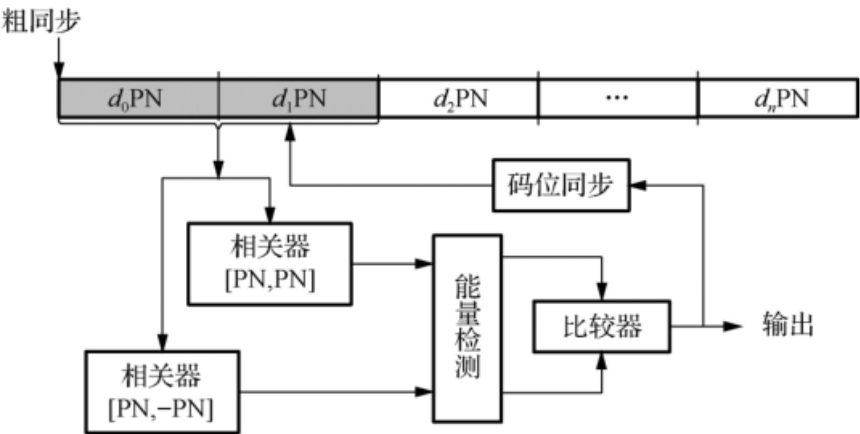 粗同步
d₀PN d₁PN d₂PN ··· dₙPN
码位同步
相关器
[PN,PN]
能量检测
比较器
输出
相关器
[PN,−PN]